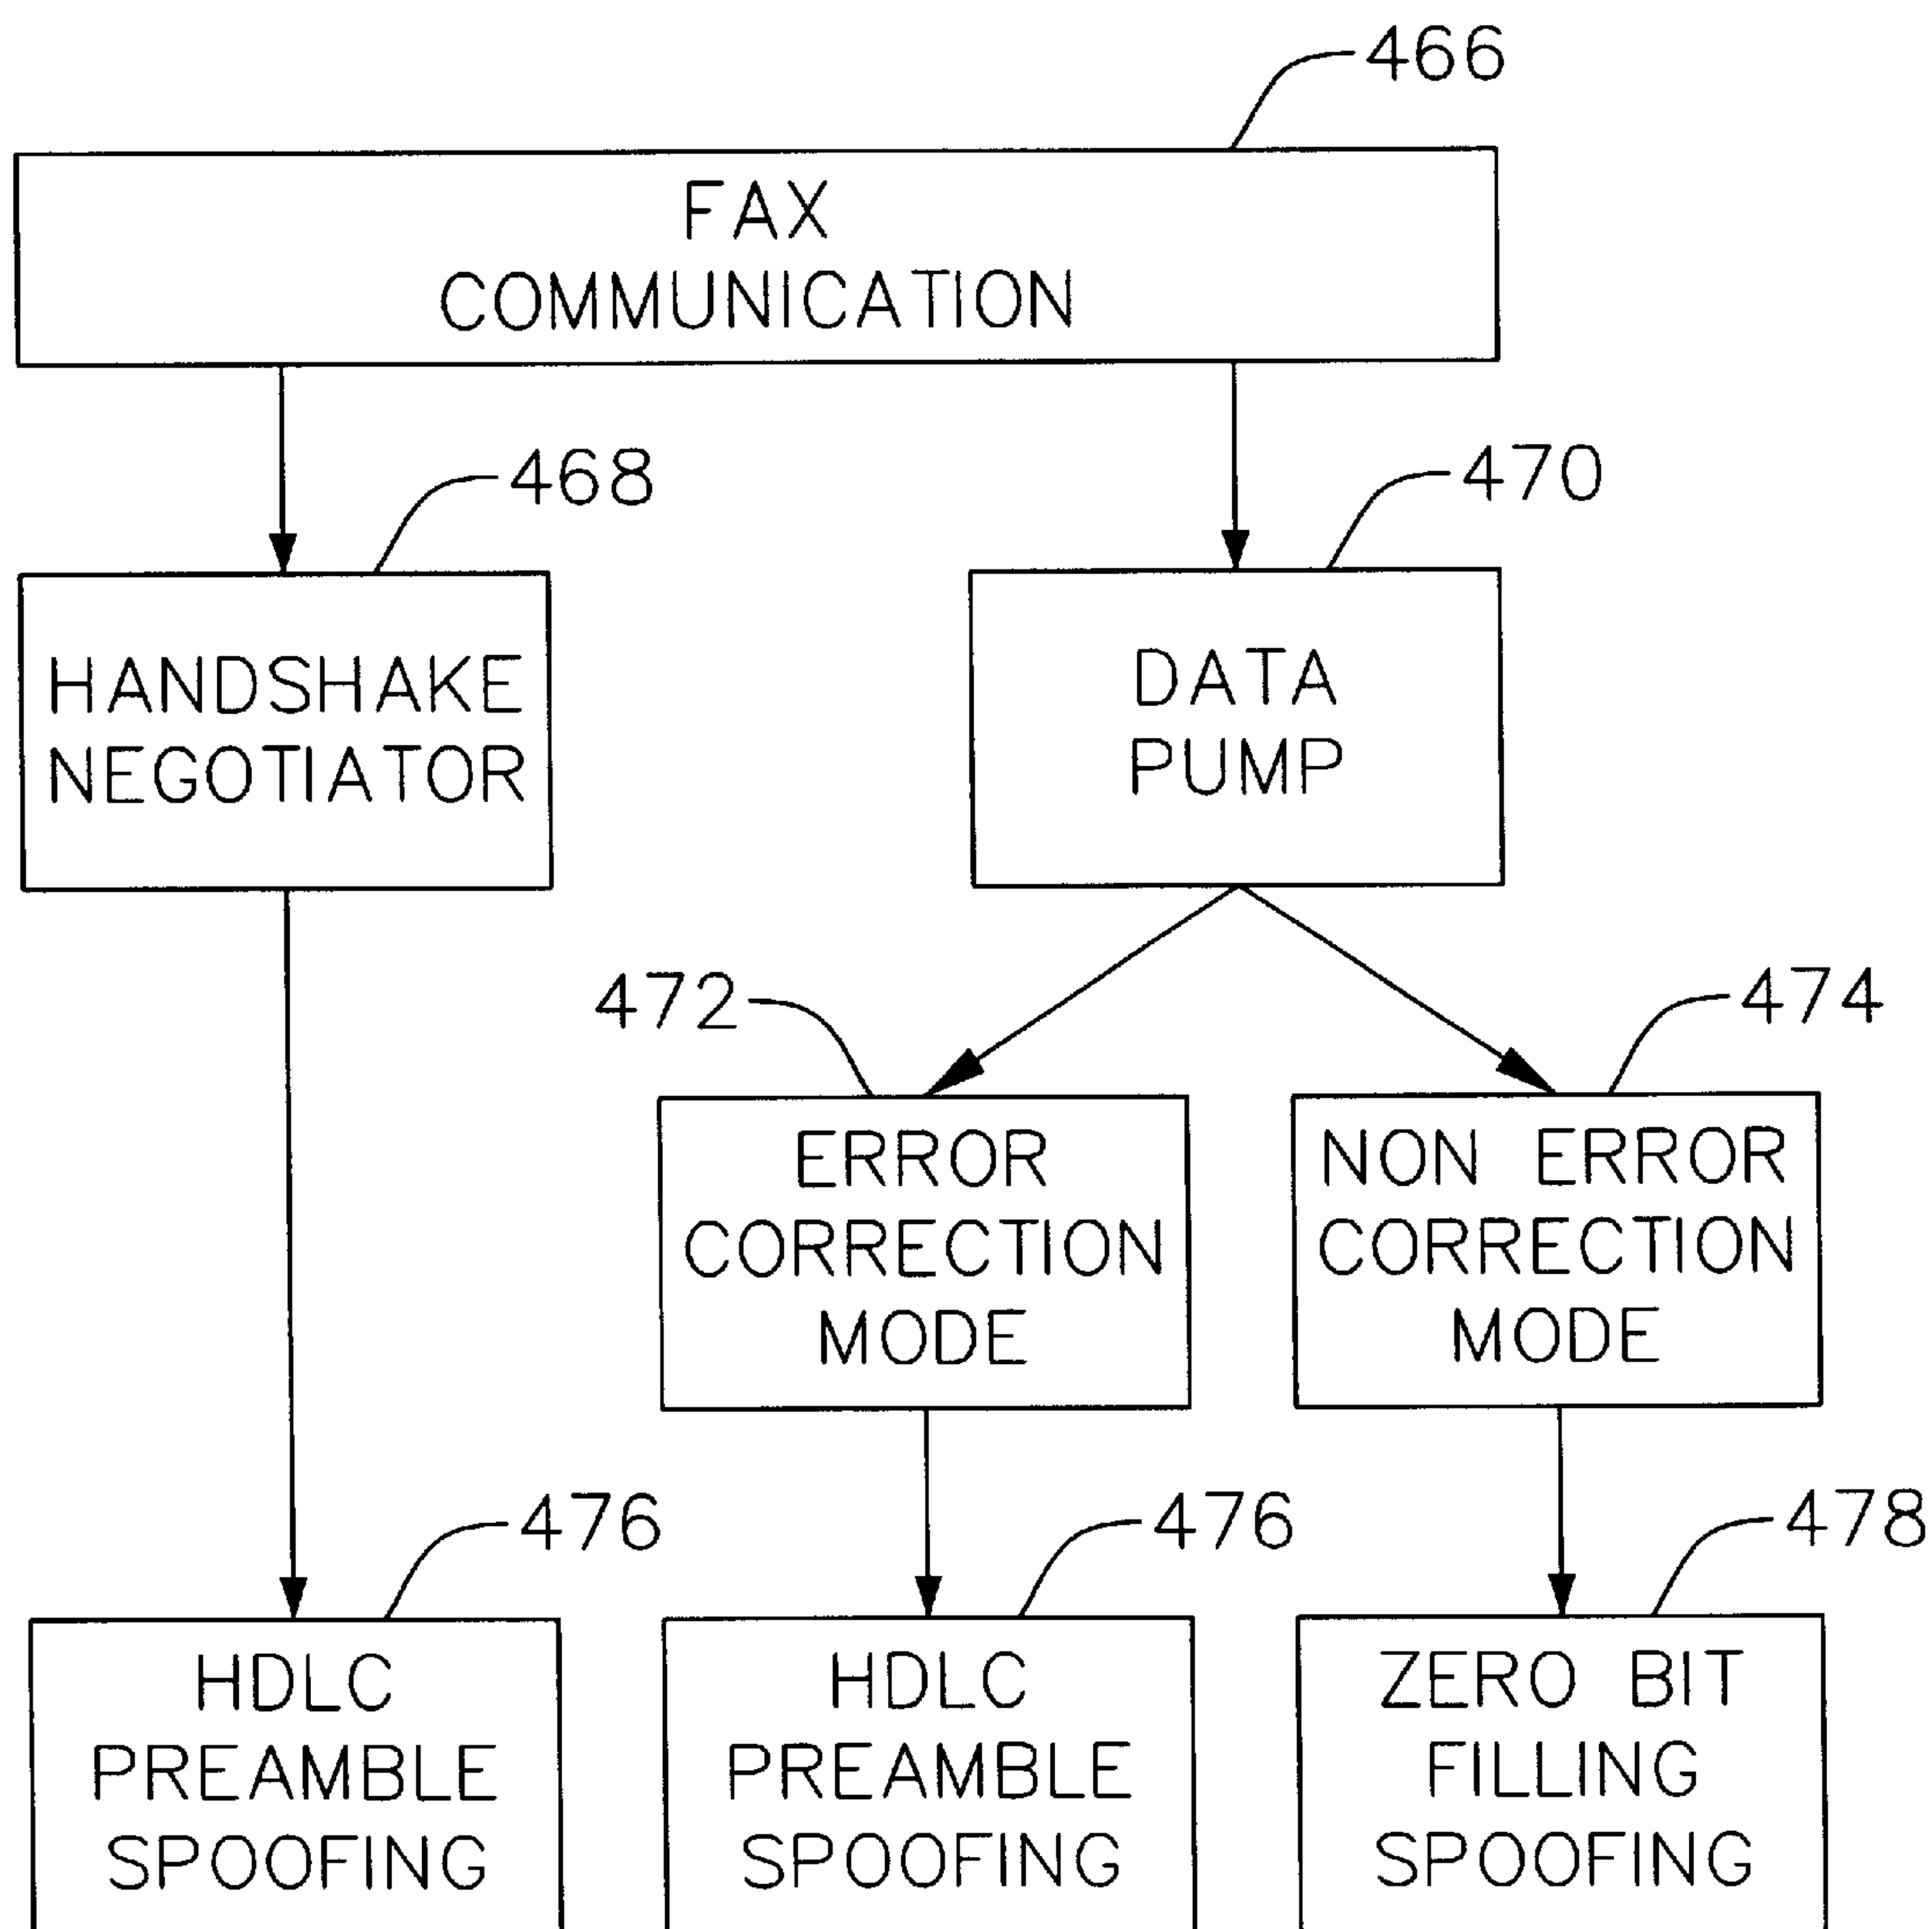 466
FAX
COMMUNICATION
468
470
HANDSHAKE
NEGOTIATOR
DATA
PUMP
472
474
ERROR
CORRECTION
MODE
NON ERROR
CORRECTION
MODE
476
476
478
HDLC
PREAMBLE
SPOOFING
HDLC
PREAMBLE
SPOOFING
ZERO BIT
FILLING
SPOOFING